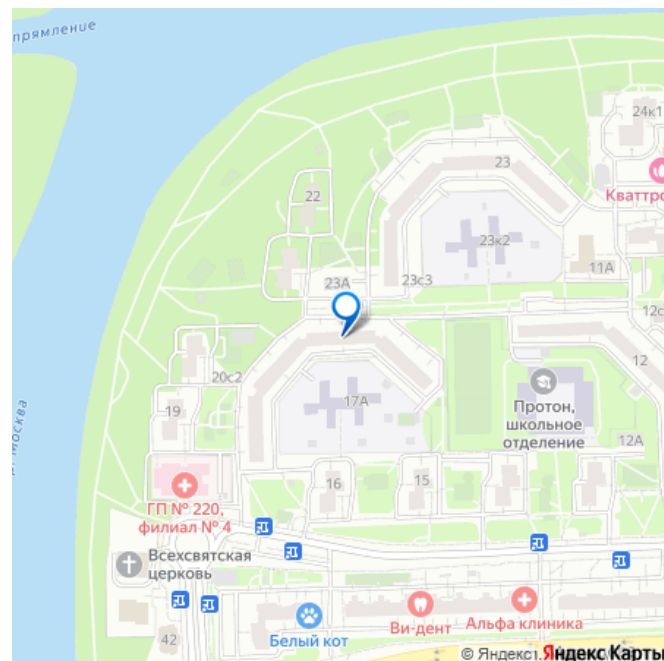 прямление
24к1
23
Кваттро
22
23к2
11А
23А
23с3
12с
20с2
12
17А
19
Протон,
школьное
отделение
12А
16
15
ГП № 220,
филиал № 4
Всехсвятская
церковь
Москва
42
Белый кот
Ви-дент
Альфа клиника
© Яндекс
Яндекс Карты